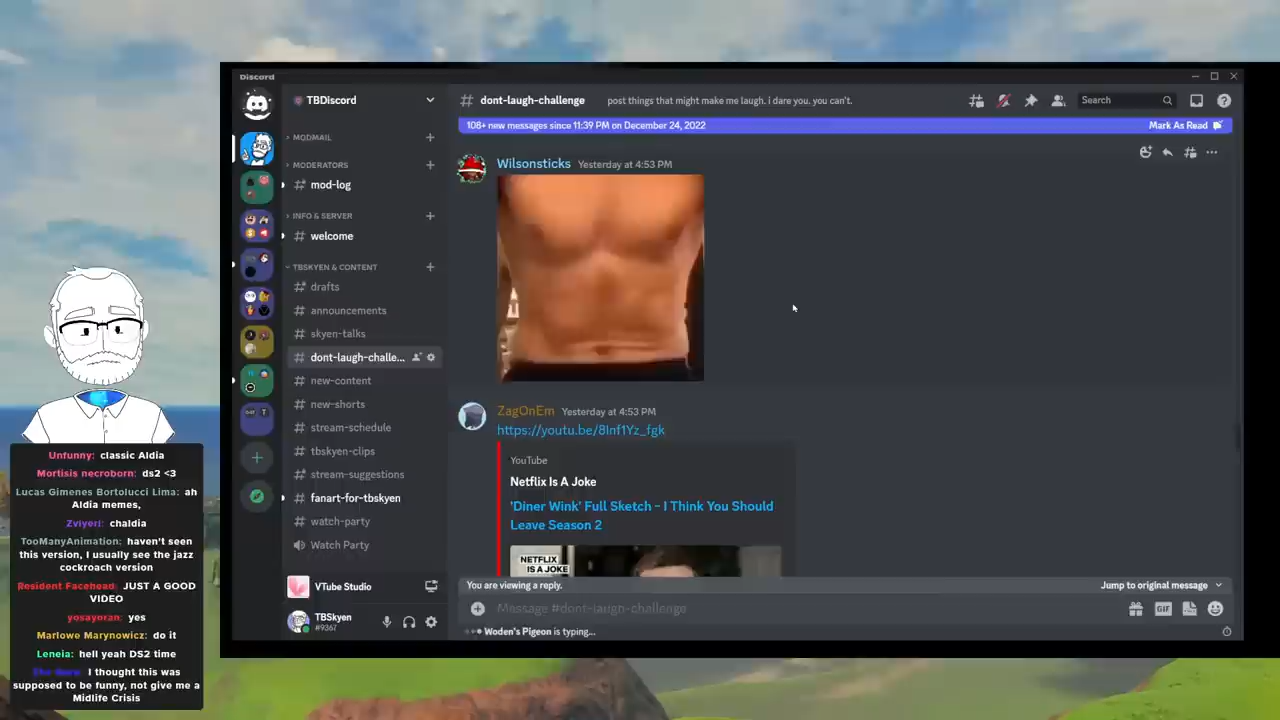 Discord
TBDiscord
# dont-laugh-challenge
post things that might make me laugh. i dare you. you can't.
Search
108+ new messages since 11:39 PM on December 24, 2022
Mark As Read
MODMAIL
MODERATORS
# mod-log
INFO & SERVER
# welcome
TBSKYEN & CONTENT
# drafts
# announcements
# skyen-talks
# dont-laugh-challe...
# new-content
# new-shorts
# stream-schedule
# tbskyen-clips
# stream-suggestions
# fanart-for-tbskyen
# watch-party
Watch Party
VTube Studio
TBSkyen
#9367
Wilsonsticks Yesterday at 4:53 PM
ZagOnEm Yesterday at 4:53 PM
https://youtu.be/8Inf1Yz_fgk
YouTube
Netflix Is A Joke
'Diner Wink' Full Sketch - I Think You Should
Leave Season 2
NETFLIX
IS A JOKE
You are viewing a reply.
Jump to original message
Message #dont-laugh-challenge
GIF
Woden's Pigeon is typing...
Unfunny: classic Aldia
Mortisis necroborn: ds2 <3
Lucas Gimenes Bortolucci Lima: ah
Aldia memes,
Zviyeri: chaldia
TooManyAnimation: haven't seen
this version, I usually see the jazz
cockroach version
Resident Facehead: JUST A GOOD
VIDEO
yosayoran: yes
Marlowe Marynowicz: do it
Leneia: hell yeah DS2 time
I thought this was
supposed to be funny, not give me a
Midlife Crisis